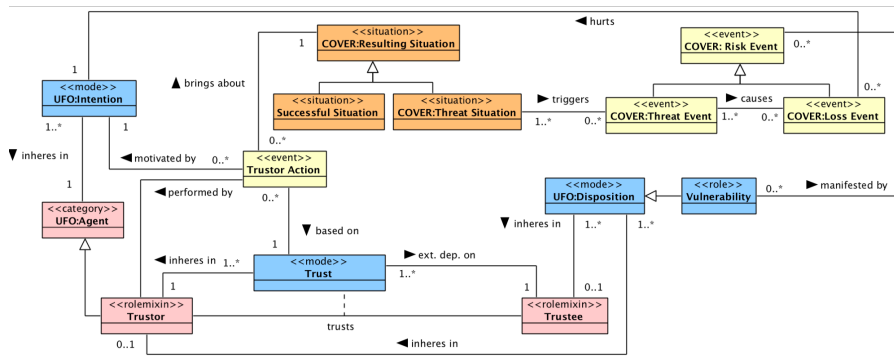 ◀ hurts
<<situation>>
COVER:Resulting Situation
1
<<event>>
COVER: Risk Event
0..*
1
▲ brings about
<<mode>>
UFO:Intention
1..*
1
<<situation>>
Successful Situation
<<situation>>
COVER:Threat Situation
▶ triggers
1..*
0..*
<<event>>
COVER:Threat Event
▶ causes
1..*
0..*
0..*
<<event>>
COVER:Loss Event
▼ inheres in
◀ motivated by
0..*
0..*
<<event>>
Trustor Action
0..*
◀ performed by
1
<<category>>
UFO:Agent
<<mode>>
UFO:Disposition
1..*
1..*
<<role>>
Vulnerability
0..*
▶ manifested by
▼ based on
1
▼ inheres in
◀ inheres in
1..*
1
<<mode>>
Trust
▶ ext. dep. on
1..*
1
0..1
<<rolemixin>>
Trustor
0..1
trusts
<<rolemixin>>
Trustee
◀ inheres in